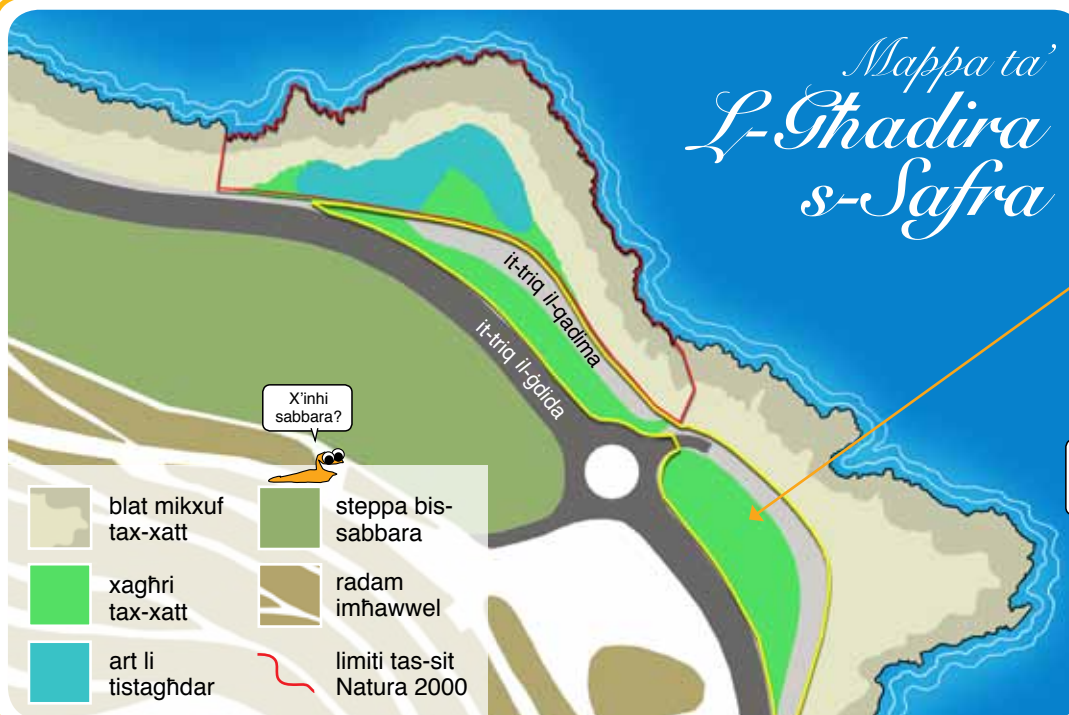 Mappa ta'
L-Għadira
s-Safra
it-triq il-qadima
it-triq il-ġdida
X'inhi
sabbara?
blat mikxuf
tax-xatt
xagħri
tax-xatt
art li
tistagħdar
steppa bis-
sabbara
radam
imħawwel
limiti tas-sit
Natura 2000